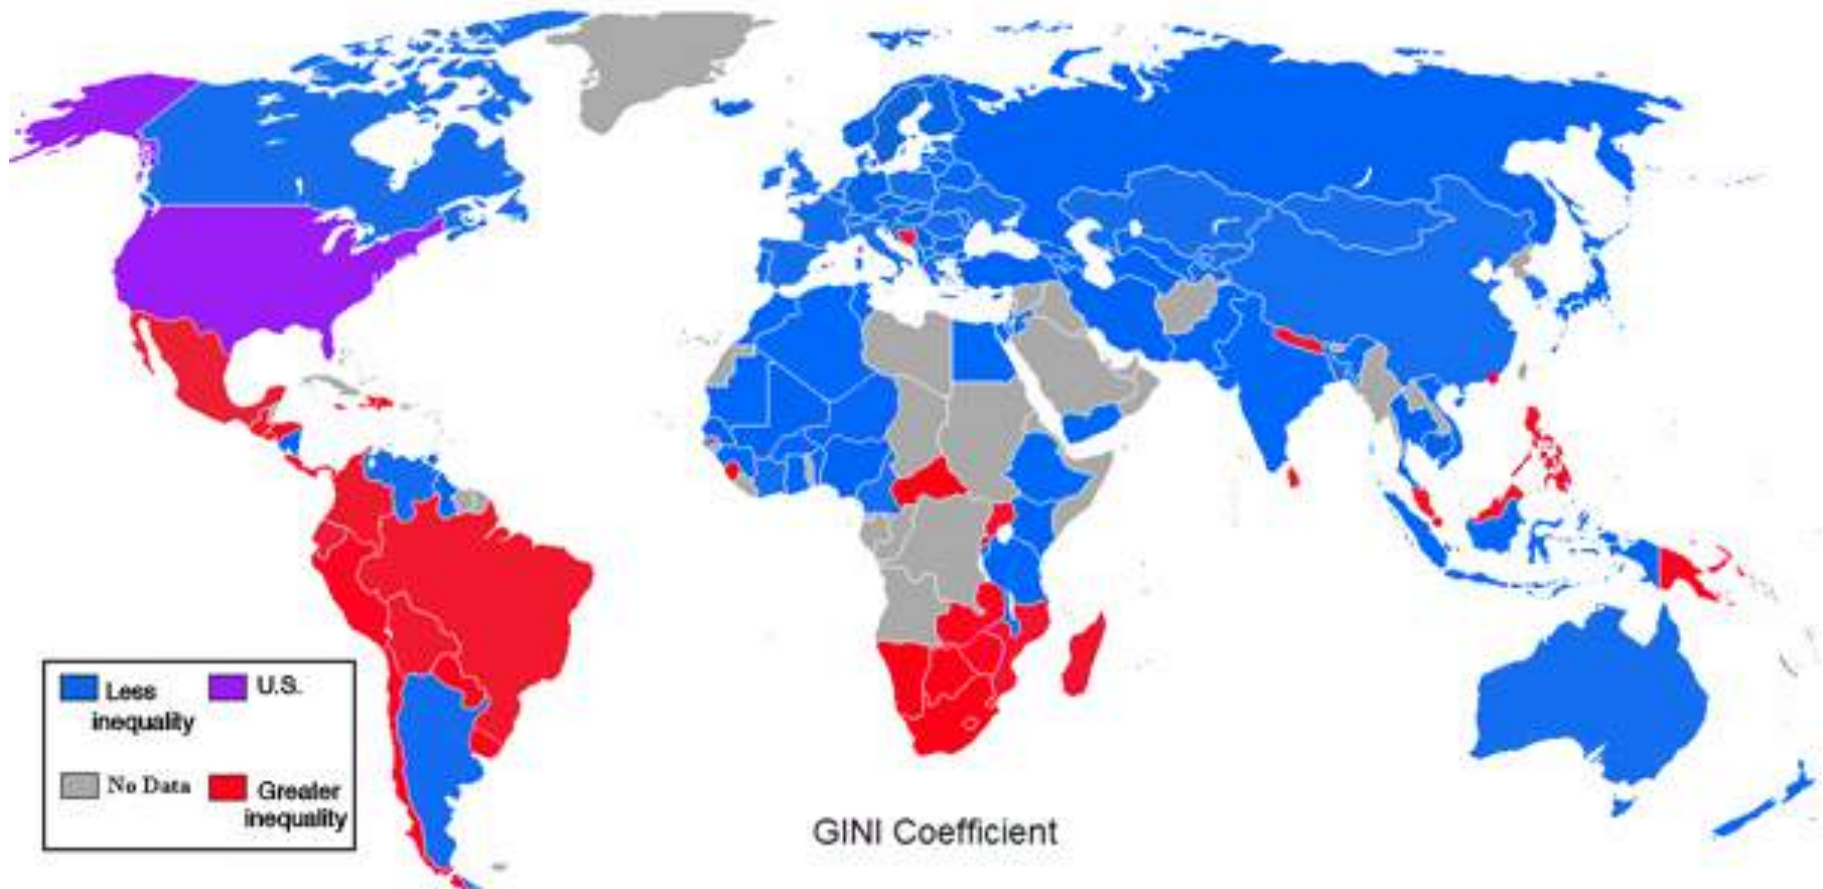 Less
inequality
U.S.
No Data
Greater
inequality
GINI Coefficient